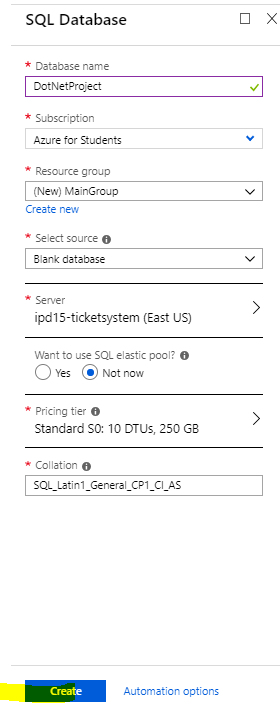 SQL Database
* Database name
DotNetProject
* Subscription
Azure for Students
* Resource group
(New) MainGroup
Create new
* Select source
Blank database
* Server
ipd15-ticketsystem (East US)
Want to use SQL elastic pool?
Yes Not now
* Pricing tier
Standard S0: 10 DTUs, 250 GB
* Collation
SQL_Latin1_General_CP1_CI_AS
Create Automation options